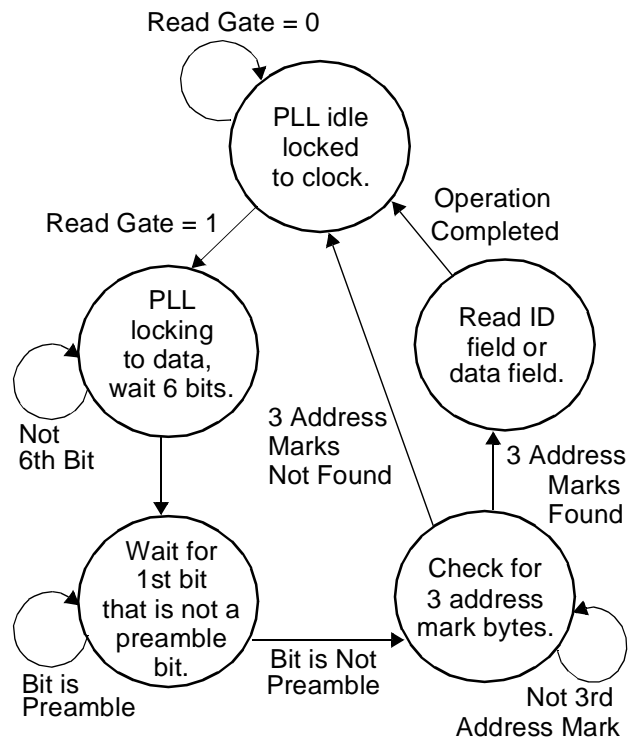 Read Gate = 0
PLL idle
locked
to clock.
Operation
Completed
Read Gate = 1
PLL
locking
to data,
wait 6 bits.
Read ID
field or
data field.
Not
6th Bit
3 Address
Marks
Not Found
3 Address
Marks
Found
Wait for
1st bit
that is not a
preamble
bit.
Check for
3 address
mark bytes.
Bit is
Preamble
Bit is Not
Preamble
Not 3rd
Address Mark